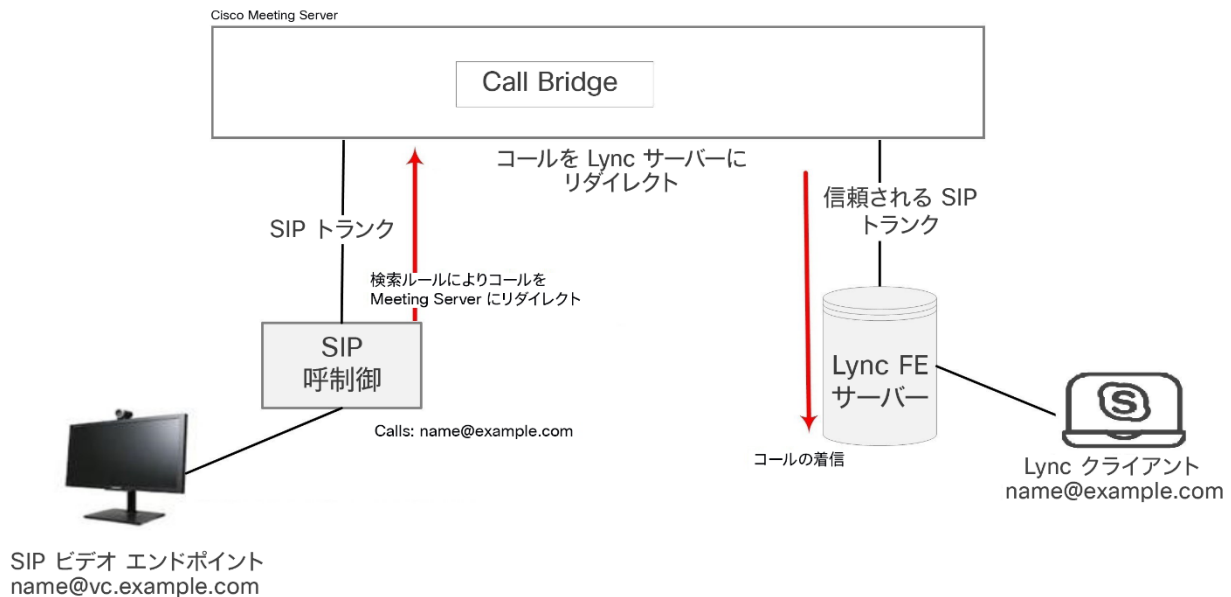 Cisco Meeting Server
Call Bridge
コールを Lync サーバーに
リダイレクト
信頼される SIP
トランク
SIP トランク
検索ルールによりコールを
Meeting Server にリダイレクト
SIP
呼制御
Lync FE
サーバー
Calls: name@example.com
コールの着信
Lync クライアント
name@example.com
SIP ビデオ エンドポイント
name@vc.example.com